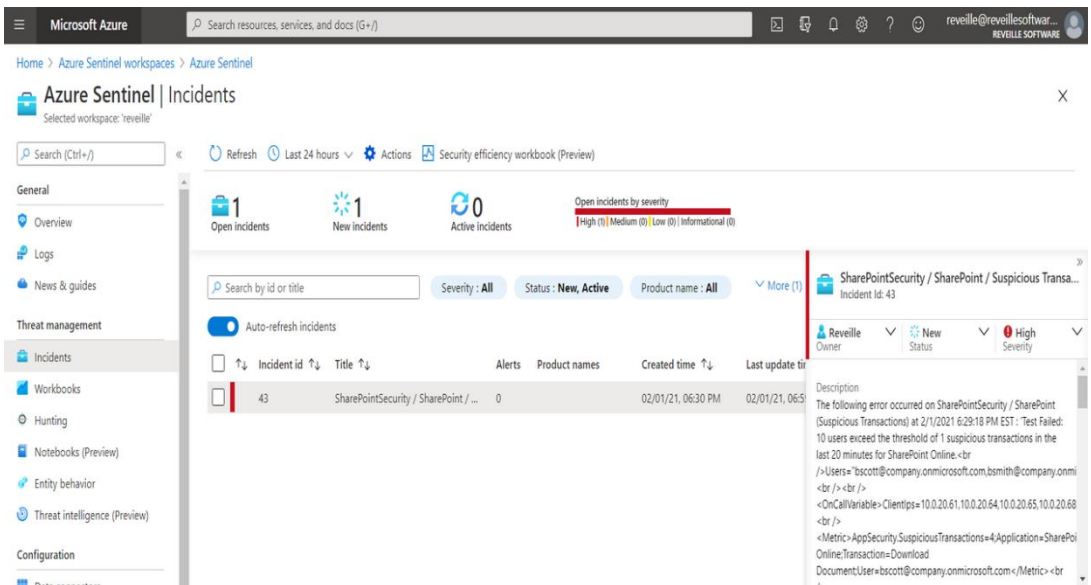 Microsoft Azure
Search resources, services, and docs (G+/)
reveille@reveillesoftwar...
REVEILLE SOFTWARE
Home > Azure Sentinel workspaces > Azure Sentinel
Azure Sentinel | Incidents
Selected workspace: 'reveille'
Search (Ctrl+/)
Refresh Last 24 hours Actions Security efficiency workbook (Preview)
General
Overview
Logs
News & guides
Threat management
Incidents
Workbooks
Hunting
Notebooks (Preview)
Entity behavior
Threat intelligence (Preview)
Configuration
1
Open incidents
1
New incidents
0
Active incidents
Open incidents by severity
High (1) Medium (0) Low (0) Informational (0)
Search by id or title
Severity : All Status : New, Active Product name : All More (1)
Auto-refresh incidents
Incident id Title Alerts Product names Created time Last update tir
43 SharePointSecurity / SharePoint / ... 0 02/01/21, 06:30 PM 02/01/21, 06:5
SharePointSecurity / SharePoint / Suspicious Transa...
Incident Id: 43
Reveille New High
Owner Status Severity
Description
The following error occurred on SharePointSecurity / SharePoint
(Suspicious Transactions) at 2/1/2021 6:29:18 PM EST : 'Test Failed:
10 users exceed the threshold of 1 suspicious transactions in the
last 20 minutes for SharePoint Online.<br
/>Users="bscott@company.onmicrosoft.com,bsmith@company.onmi
<br /><br />
<OnCallVariable>ClientIps=10.0.20.61,10.0.20.64,10.0.20.65,10.0.20.68
<br />
<Metric>AppSecurity.SuspiciousTransactions=4;Application=SharePoi
Online;Transaction=Download
Document;User=bscott@company.onmicrosoft.com</Metric><br